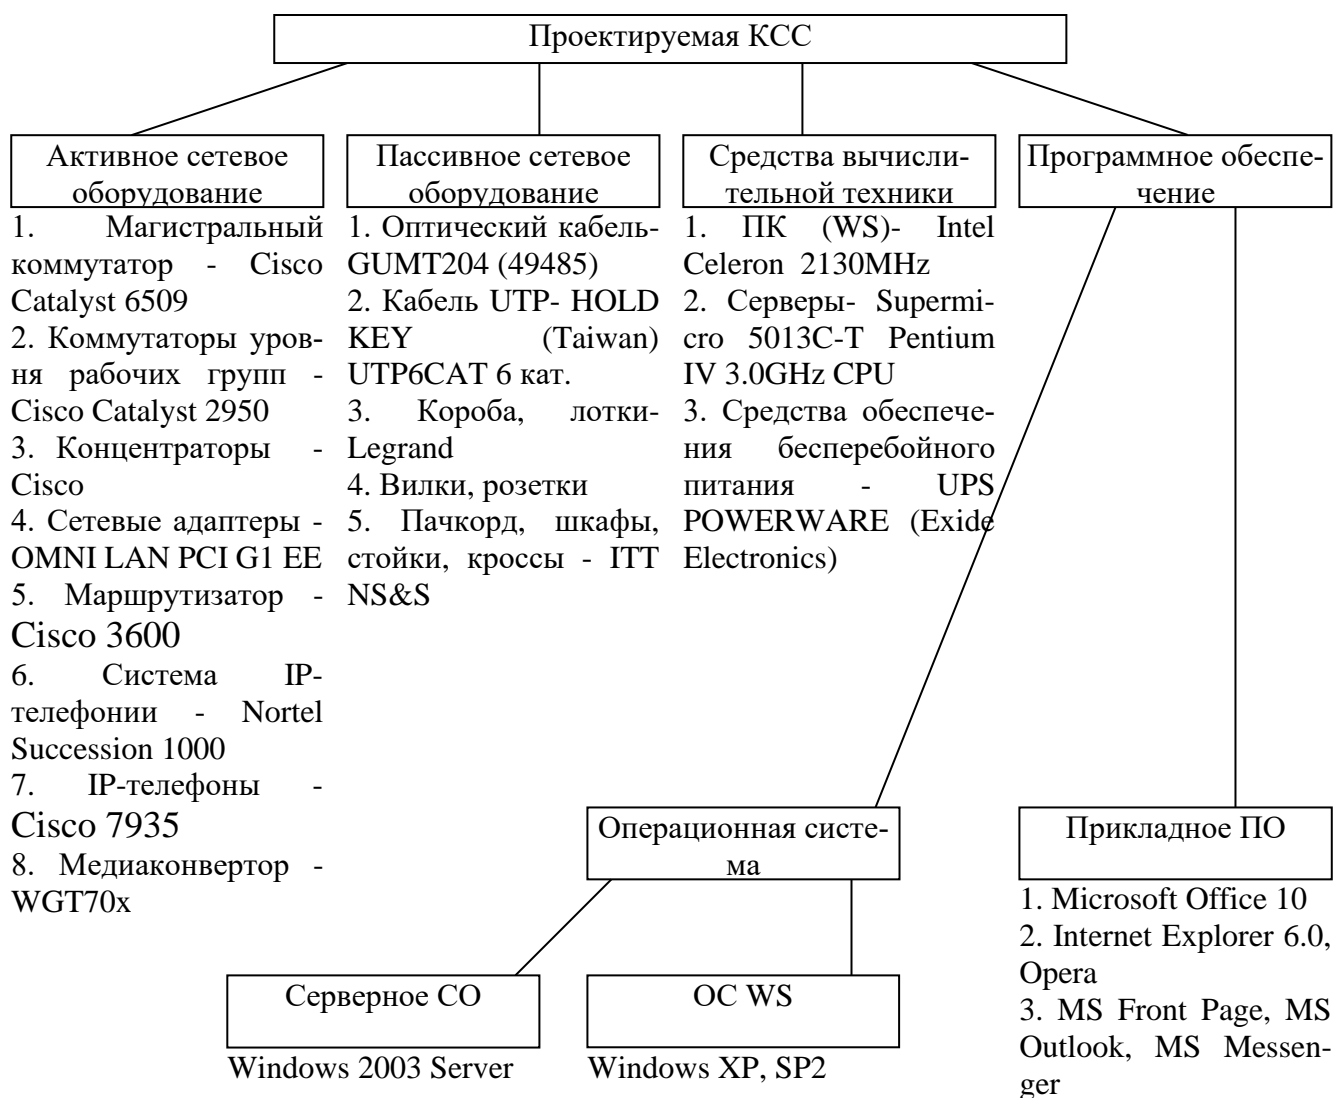 Проектируемая КСС
Активное сетевое
оборудование
1. Магистральный
коммутатор - Cisco
Catalyst 6509
2. Коммутаторы уров-
ня рабочих групп -
Cisco Catalyst 2950
3. Концентраторы -
Cisco
4. Сетевые адаптеры -
OMNI LAN PCI G1 EE
5. Маршрутизатор -
Cisco 3600
6. Система IP-
телефонии - Nortel
Succession 1000
7. IP-телефоны -
Cisco 7935
8. Медиаконвертор -
WGT70x
Пассивное сетевое
оборудование
1. Оптический кабель-
GUMT204 (49485)
2. Кабель UTP- HOLD
KEY (Taiwan)
UTP6CAT 6 кат.
3. Короба, лотки-
Legrand
4. Вилки, розетки
5. Пачкорд, шкафы,
стойки, кроссы - ITT
NS&S
Средства вычисли-
тельной техники
1. ПК (WS)- Intel
Celeron 2130MHz
2. Серверы- Supermi-
cro 5013C-T Pentium
IV 3.0GHz CPU
3. Средства обеспече-
ния бесперебойного
питания - UPS
POWERWARE (Exide
Electronics)
Программное обеспе-
чение
Операционная систе-
ма
Серверное СО
Windows 2003 Server
ОС WS
Windows XP, SP2
Прикладное ПО
1. Microsoft Office 10
2. Internet Explorer 6.0,
Opera
3. MS Front Page, MS
Outlook, MS Messen-
ger